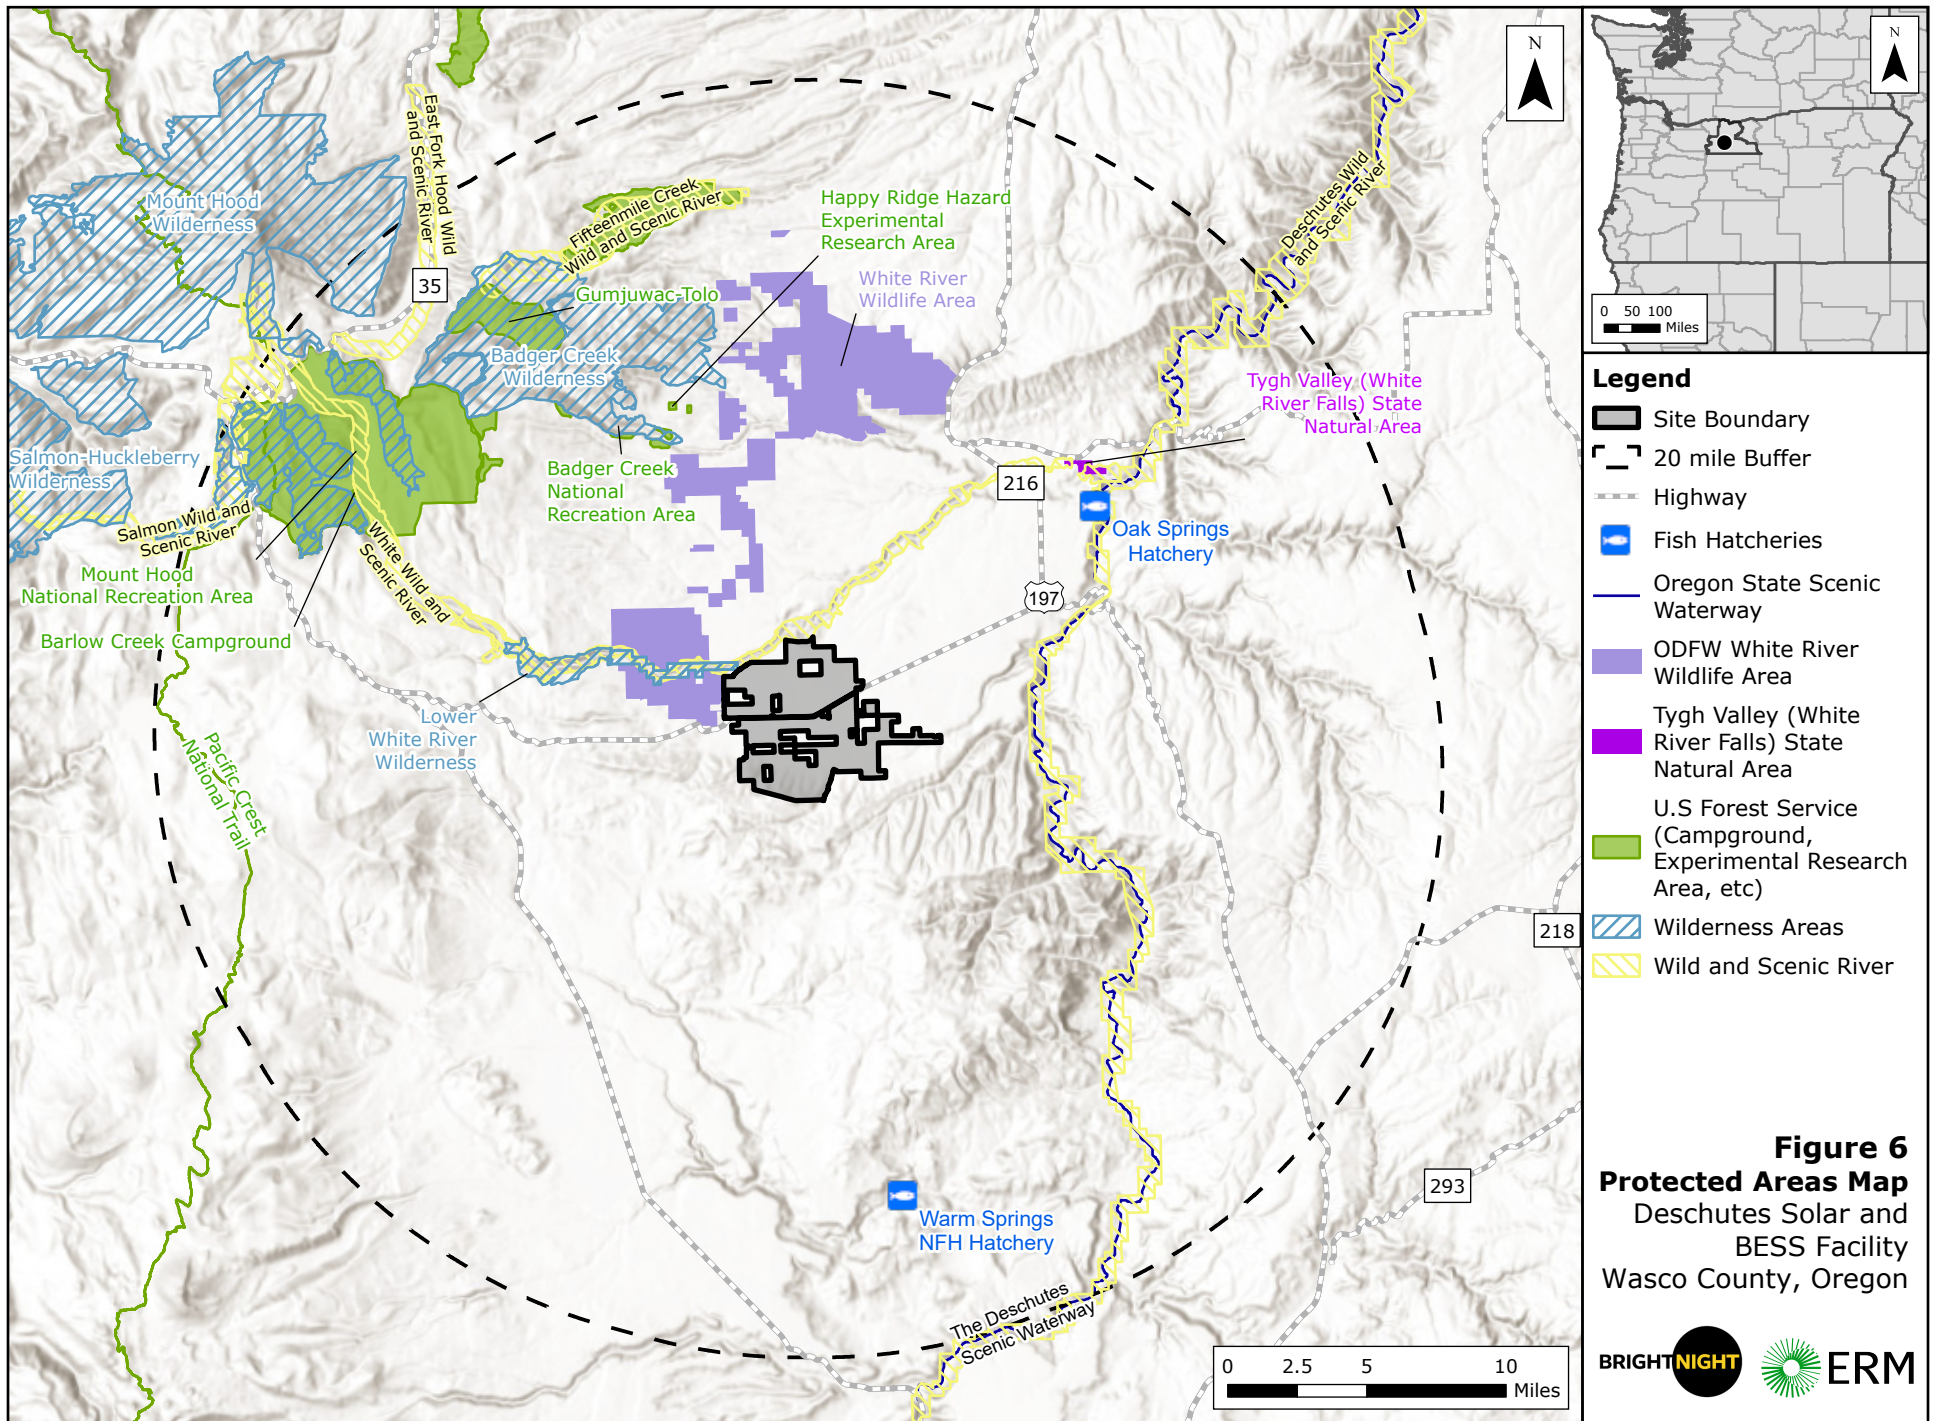 East Fork Hood Wild
and Scenic River
Mount Hood
Wilderness
35
Fifteenmile Creek
Wild and Scenic River
Happy Ridge Hazard
Experimental
Research Area
White River
Wildlife Area
Gumjuwac-Tolo
Badger Creek
Wilderness
Deschutes Wild
and Scenic River
Tygh Valley (White
River Falls) State
Natural Area
Salmon-Huckleberry
Wilderness
Badger Creek
National
Recreation Area
216
Oak Springs
Hatchery
Salmon Wild and
Scenic River
Mount Hood
National Recreation Area
White Wild and
Scenic River
197
Barlow Creek Campground
Lower
White River
Wilderness
Pacific Crest
National Trail
218
293
Warm Springs
NFH Hatchery
The Deschutes
Scenic Waterway
N
0 2.5 5 10
Miles
N
0 50 100
Miles
Legend
Site Boundary
20 mile Buffer
Highway
Fish Hatcheries
Oregon State Scenic
Waterway
ODFW White River
Wildlife Area
Tygh Valley (White
River Falls) State
Natural Area
U.S Forest Service
(Campground,
Experimental Research
Area, etc)
Wilderness Areas
Wild and Scenic River
Figure 6
Protected Areas Map
Deschutes Solar and
BESS Facility
Wasco County, Oregon
BRIGHTNIGHT
ERM